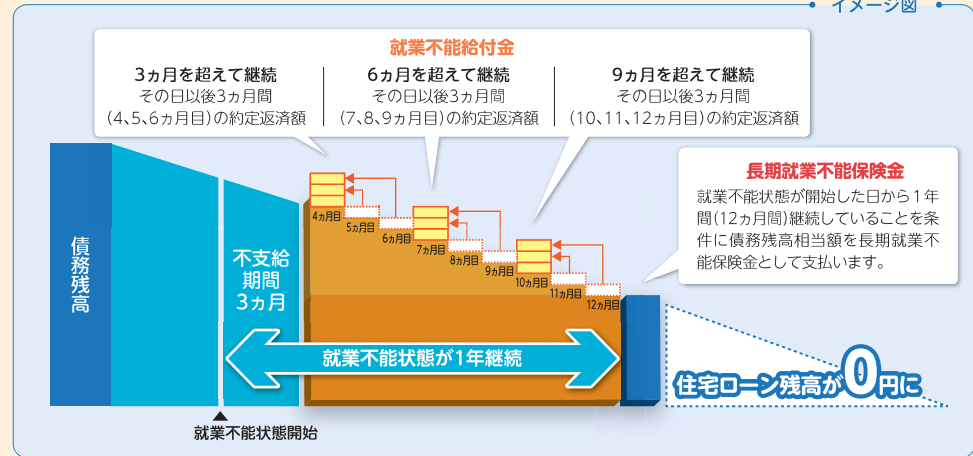 イメージ図
就業不能給付金
3ヵ月を超えて継続
その日以後3ヵ月間
(4、5、6ヵ月目)の約定返済額
6ヵ月を超えて継続
その日以後3ヵ月間
(7、8、9ヵ月目)の約定返済額
9ヵ月を超えて継続
その日以後3ヵ月間
(10、11、12ヵ月目)の約定返済額
長期就業不能保険金
就業不能状態が開始した日から1年
間(12ヵ月間)継続していることを条
件に債務残高相当額を長期就業不
能保険金として支払います。
債務残高
不支給
期間
3ヵ月
4ヵ月目
5ヵ月目
6ヵ月目
7ヵ月目
8ヵ月目
9ヵ月目
10ヵ月目
11ヵ月目
12ヵ月目
就業不能状態が1年継続
住宅ローン残高が0円に
就業不能状態開始